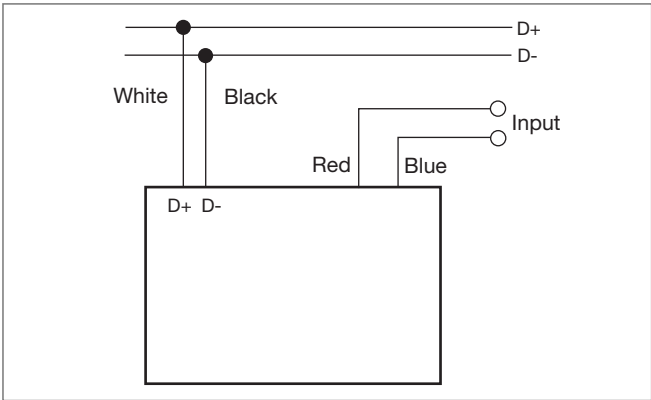 D+
D-
White Black
Input
Red Blue
D+ D-